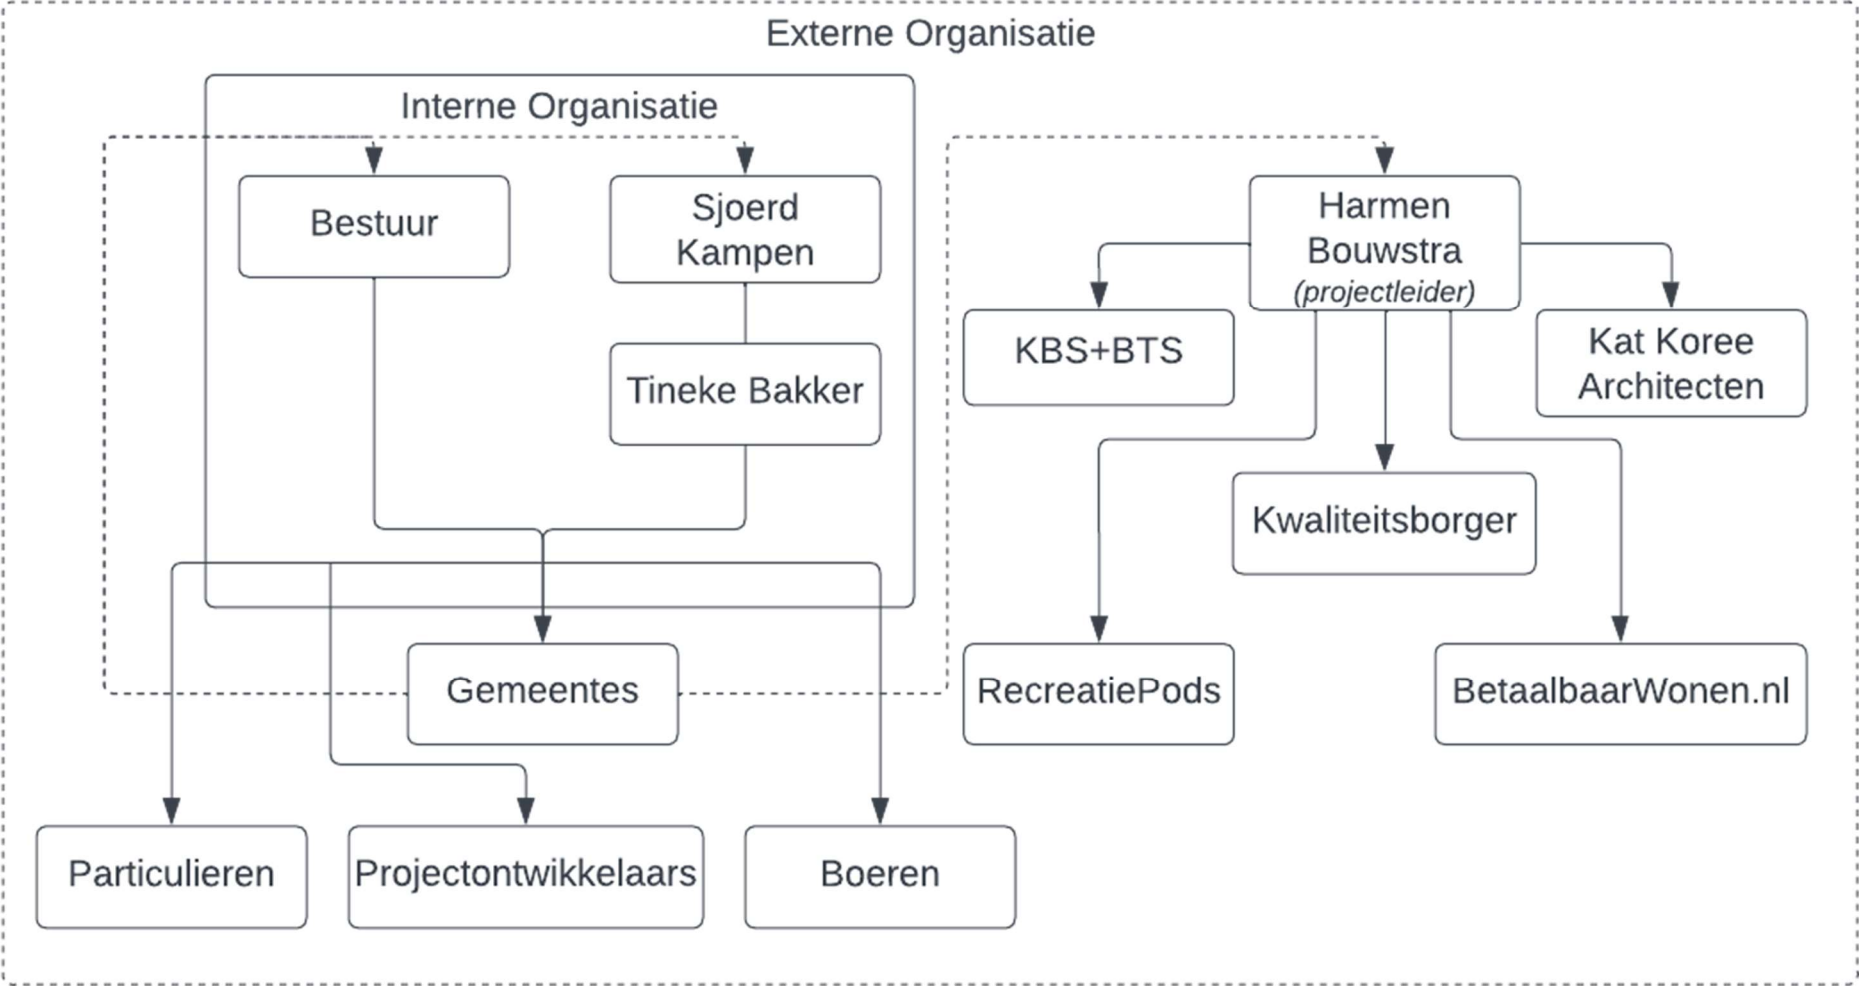 Externe Organisatie
Interne Organisatie
Bestuur
Sjoerd
Kampen
Tineke Bakker
Harmen
Bouwstra
(projectleider)
KBS+BTS
Kat Koree
Architecten
Kwaliteitsborger
Gemeentes
RecreatiePods
BetaalbaarWonen.nl
Particulieren
Projectontwikkelaars
Boeren